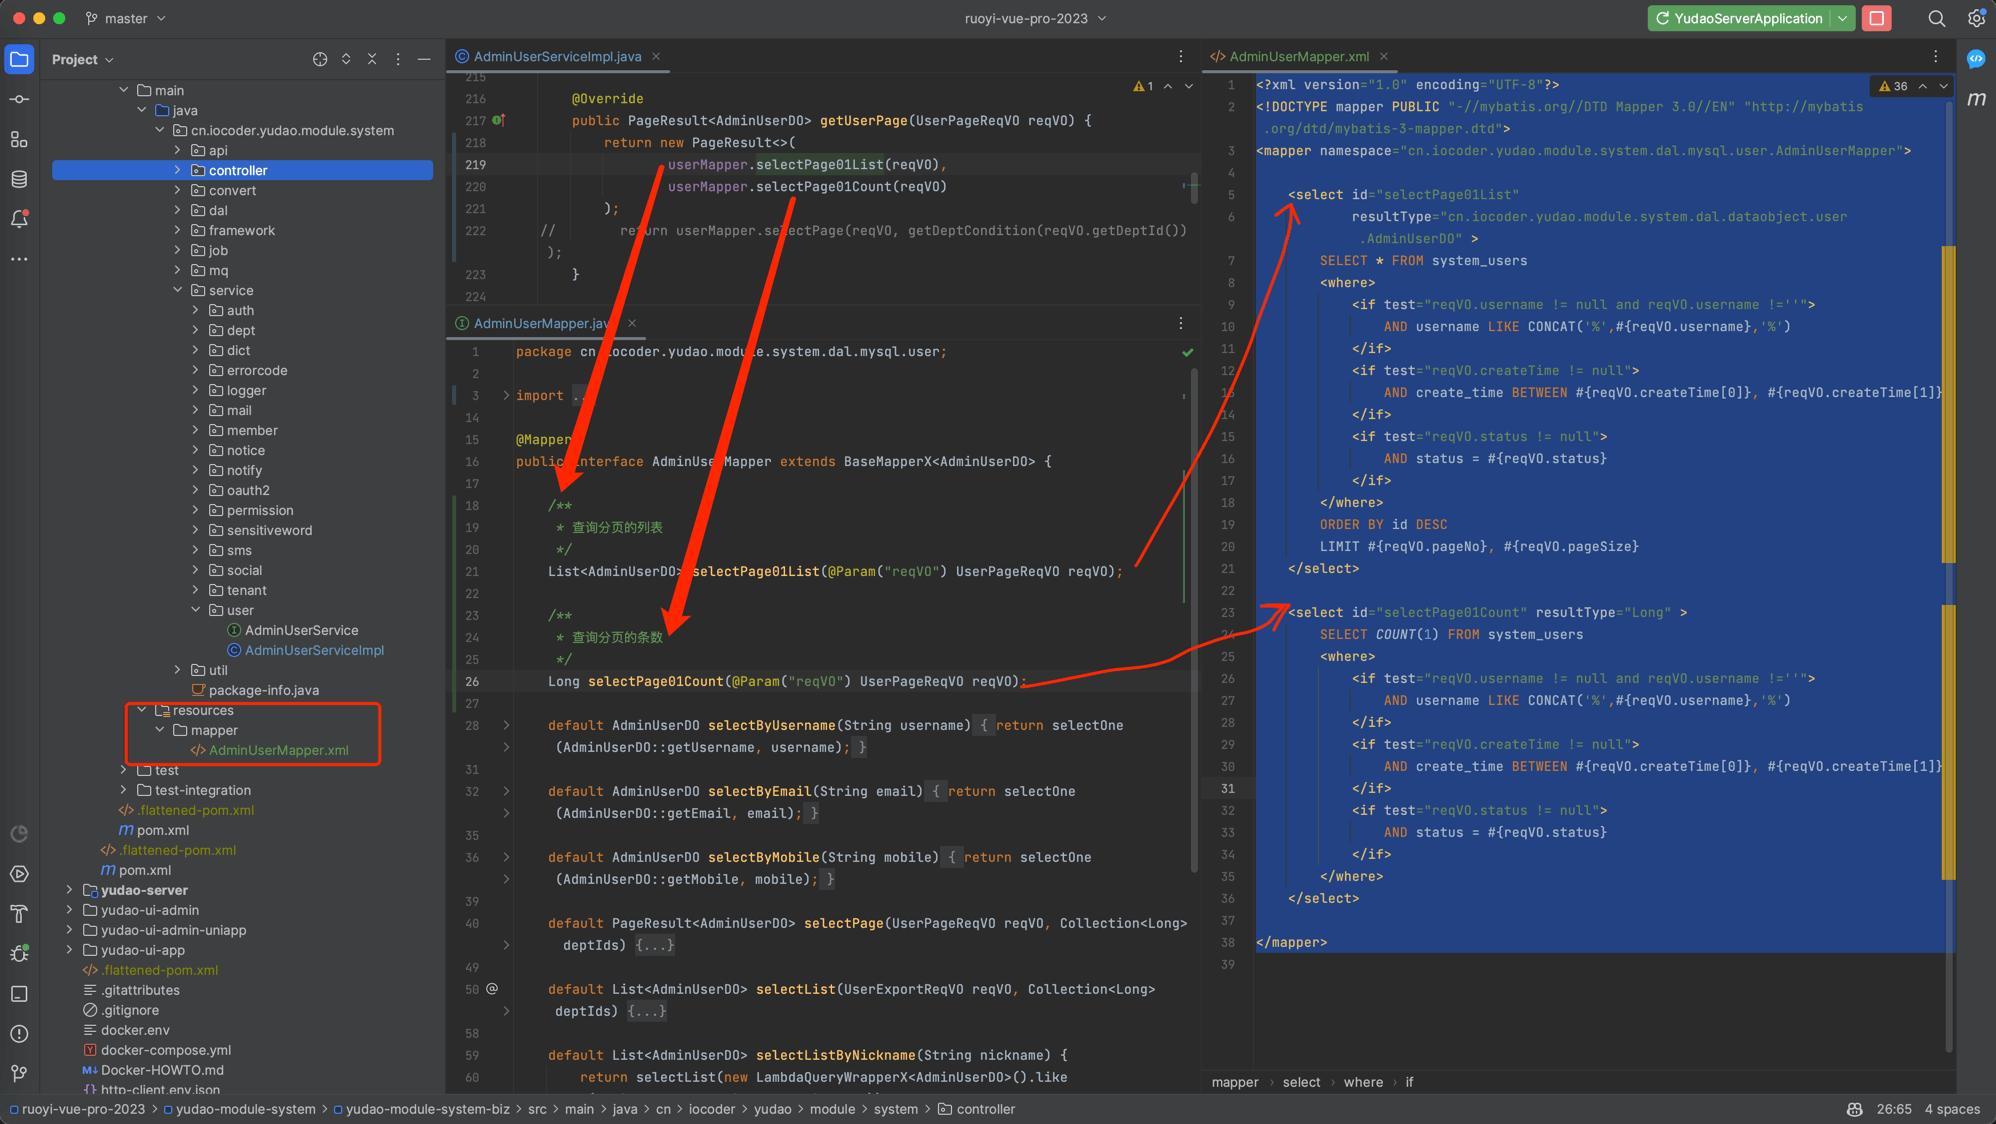 master
ruoyi-vue-pro-2023
YudaoServerApplication
Project
main
java
cn.iocoder.yudao.module.system
api
controller
convert
dal
framework
job
mq
service
auth
dept
dict
errorcode
logger
mail
member
notice
notify
oauth2
permission
sensitiveword
sms
social
tenant
user
AdminUserService
AdminUserServiceImpl
util
package-info.java
resources
mapper
AdminUserMapper.xml
test
test-integration
.flattened-pom.xml
pom.xml
.flattened-pom.xml
pom.xml
yudao-server
yudao-ui-admin
yudao-ui-admin-uniapp
yudao-ui-app
.flattened-pom.xml
.gitattributes
.gitignore
docker.env
docker-compose.yml
Docker-HOWTO.md
http-client.env.json
AdminUserServiceImpl.java
1
215
216 @Override
217 public PageResult<AdminUserDO> getUserPage(UserPageReqVO reqVO) {
218 return new PageResult<>(
219 userMapper.selectPage01List(reqVO),
220 userMapper.selectPage01Count(reqVO)
221 );
222 // return userMapper.selectPage(reqVO, getDeptCondition(reqVO.getDeptId())
);
223 }
224
AdminUserMapper.jav
1 package cn.iocoder.yudao.module.system.dal.mysql.user;
2
3 import ..
14
15 @Mapper
16 public interface AdminUserMapper extends BaseMapperX<AdminUserDO> {
17
18 /**
19 * 查询分页的列表
20 */
21 List<AdminUserDO> selectPage01List(@Param("reqVO") UserPageReqVO reqVO);
22
23 /**
24 * 查询分页的条数
25 */
26 Long selectPage01Count(@Param("reqVO") UserPageReqVO reqVO);
27
28 default AdminUserDO selectByUsername(String username) { return selectOne
(AdminUserDO::getUsername, username); }
31
32 default AdminUserDO selectByEmail(String email) { return selectOne
(AdminUserDO::getEmail, email); }
35
36 default AdminUserDO selectByMobile(String mobile) { return selectOne
(AdminUserDO::getMobile, mobile); }
39
40 default PageResult<AdminUserDO> selectPage(UserPageReqVO reqVO, Collection<Long>
deptIds) {...}
49
50 @ default List<AdminUserDO> selectList(UserExportReqVO reqVO, Collection<Long>
deptIds) {...}
58
59 default List<AdminUserDO> selectListByNickname(String nickname) {
60 return selectList(new LambdaQueryWrapperX<AdminUserDO>().like
AdminUserMapper.xml
36
1 <?xml version="1.0" encoding="UTF-8"?>
2 <!DOCTYPE mapper PUBLIC "-//mybatis.org//DTD Mapper 3.0//EN" "http://mybatis
.org/dtd/mybatis-3-mapper.dtd">
3 <mapper namespace="cn.iocoder.yudao.module.system.dal.mysql.user.AdminUserMapper">
4
5 <select id="selectPage01List"
6 resultType="cn.iocoder.yudao.module.system.dal.dataobject.user
.AdminUserDO" >
7 SELECT * FROM system_users
8 <where>
9 <if test="reqVO.username != null and reqVO.username !=''">
10 AND username LIKE CONCAT('%',#{reqVO.username},'%')
11 </if>
12 <if test="reqVO.createTime != null">
13 AND create_time BETWEEN #{reqVO.createTime[0]}, #{reqVO.createTime[1]}
14 </if>
15 <if test="reqVO.status != null">
16 AND status = #{reqVO.status}
17 </if>
18 </where>
19 ORDER BY id DESC
20 LIMIT #{reqVO.pageNo}, #{reqVO.pageSize}
21 </select>
22
23 <select id="selectPage01Count" resultType="Long" >
24 SELECT COUNT(1) FROM system_users
25 <where>
26 <if test="reqVO.username != null and reqVO.username !=''">
27 AND username LIKE CONCAT('%',#{reqVO.username},'%')
28 </if>
29 <if test="reqVO.createTime != null">
30 AND create_time BETWEEN #{reqVO.createTime[0]}, #{reqVO.createTime[1]}
31 </if>
32 <if test="reqVO.status != null">
33 AND status = #{reqVO.status}
34 </if>
35 </where>
36 </select>
37
38 </mapper>
39
mapper > select > where > if
ruoyi-vue-pro-2023 > yudao-module-system > yudao-module-system-biz > src > main > java > cn > iocoder > yudao > module > system > controller
26:65 4 spaces